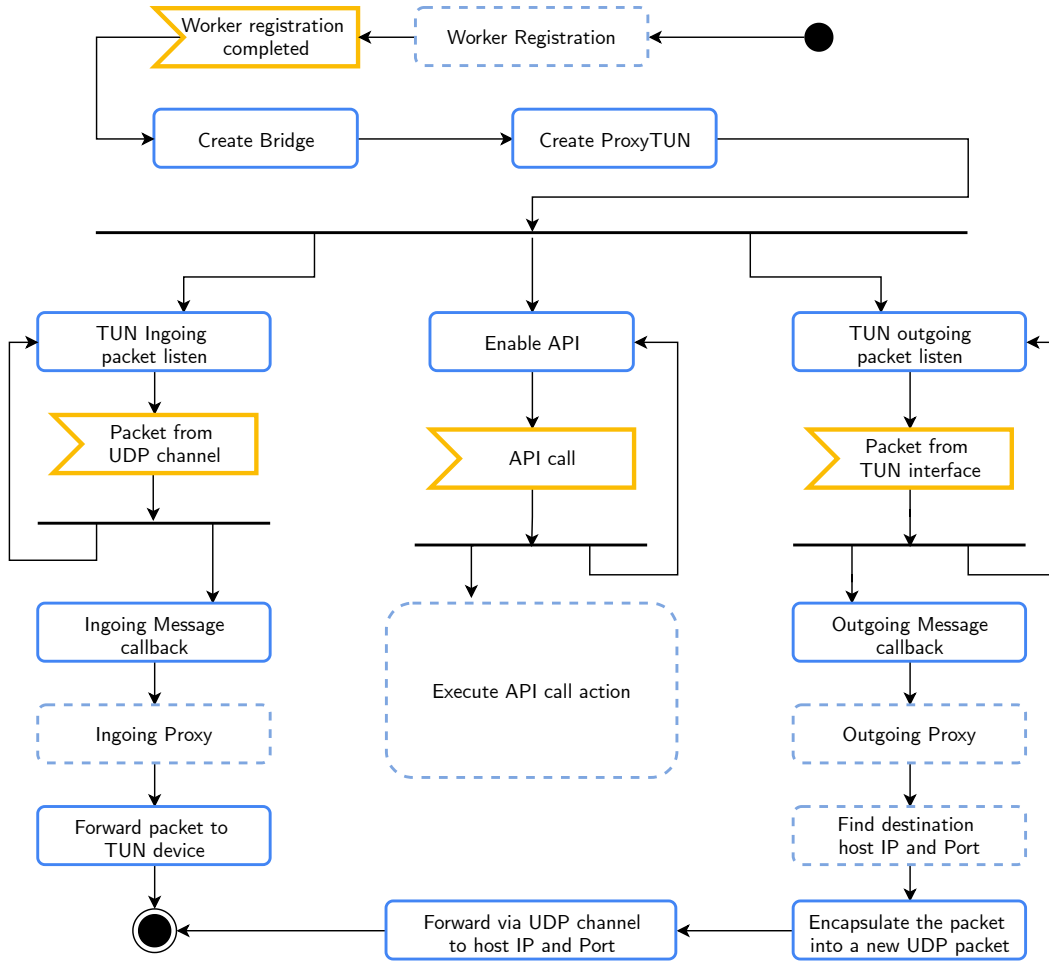 Worker registration
completed
Worker Registration
Create Bridge
Create ProxyTUN
TUN Ingoing
packet listen
Enable API
TUN outgoing
packet listen
Packet from
UDP channel
API call
Packet from
TUN interface
Ingoing Message
callback
Execute API call action
Outgoing Message
callback
Ingoing Proxy
Outgoing Proxy
Forward packet to
TUN device
Find destination
host IP and Port
Forward via UDP channel
to host IP and Port
Encapsulate the packet
into a new UDP packet